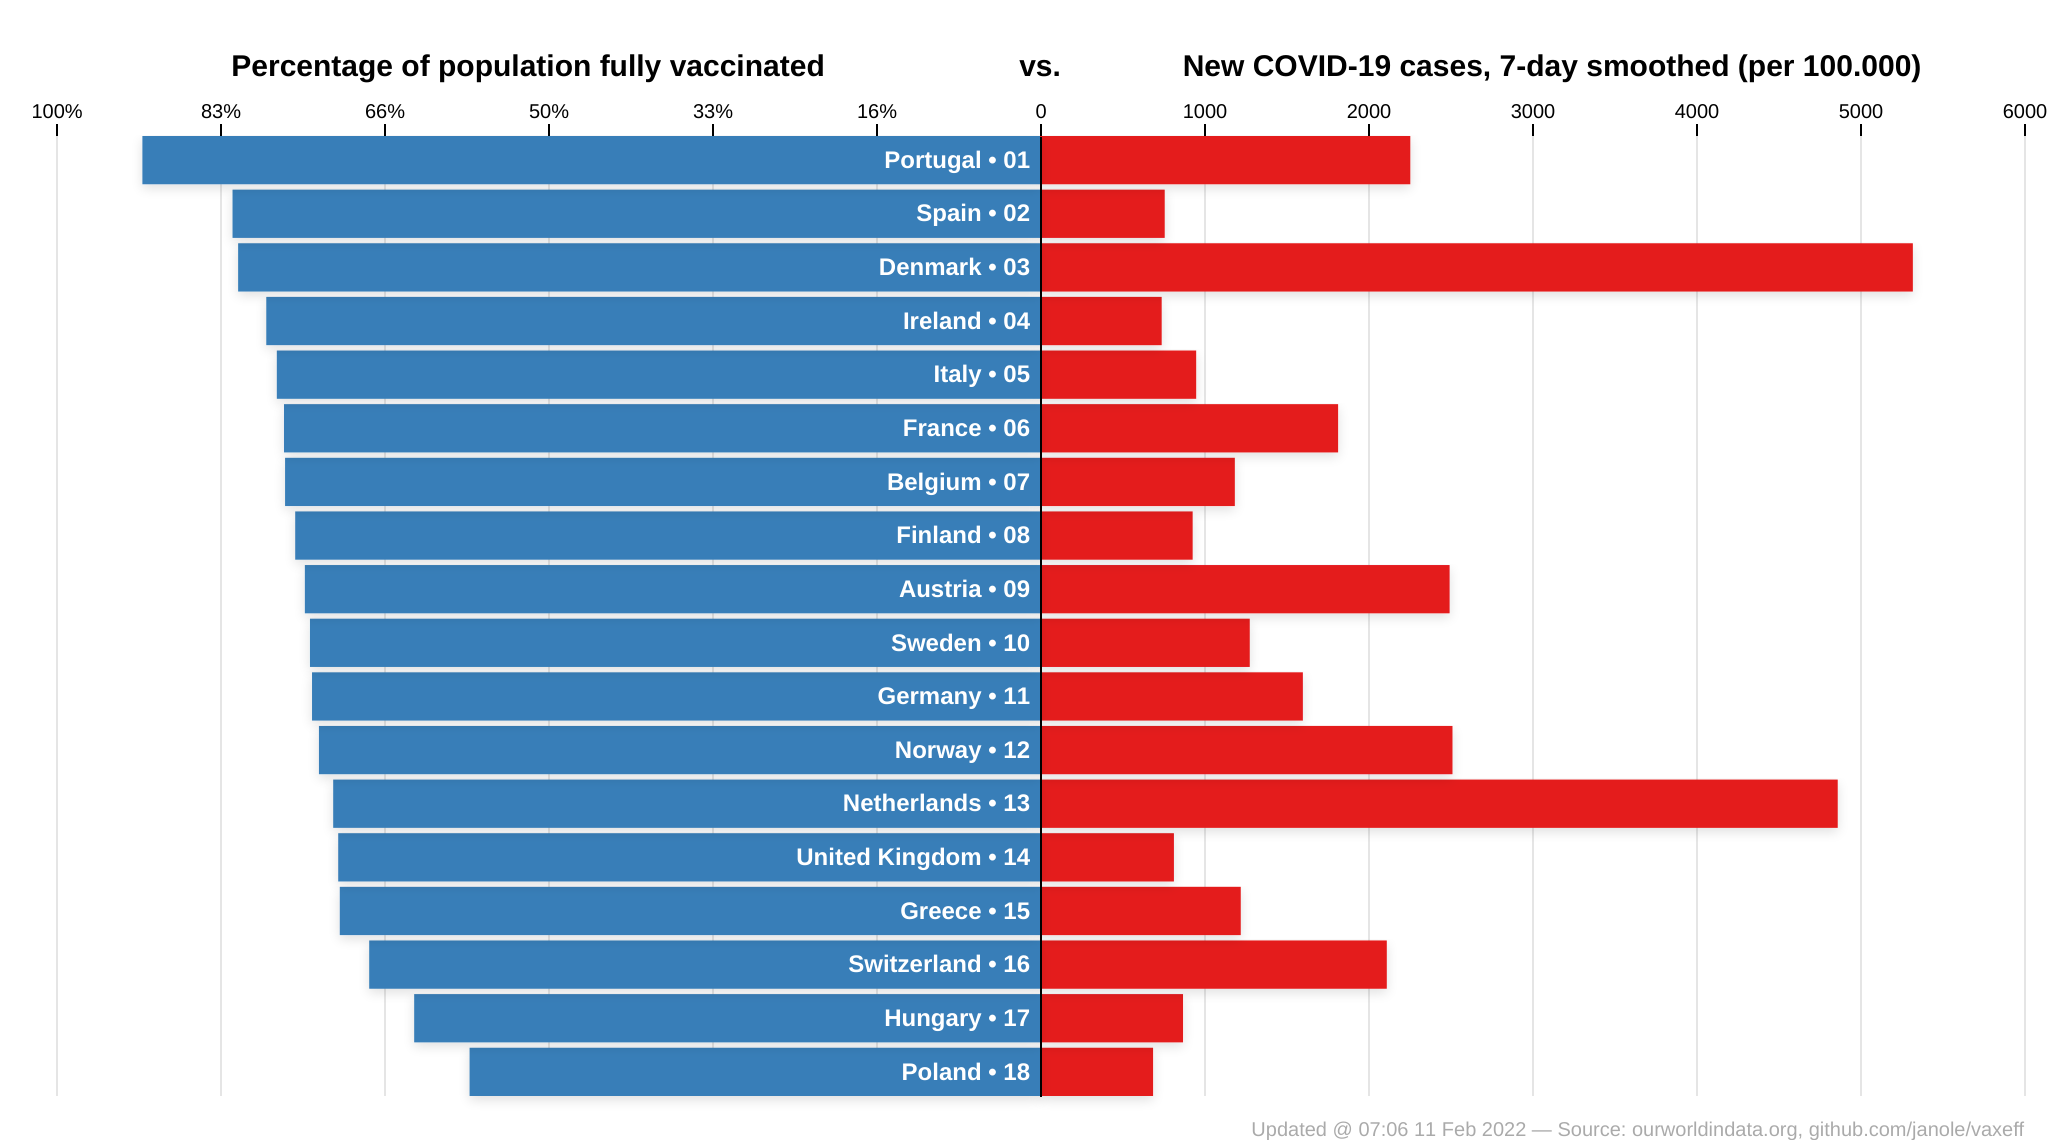 Percentage of population fully vaccinated vs. New COVID-19 cases, 7-day smoothed (per 100.000)
100% 83% 66% 50% 33% 16% 0 1000 2000 3000 4000 5000 6000
Portugal • 01
Spain • 02
Denmark • 03
Ireland • 04
Italy • 05
France • 06
Belgium • 07
Finland • 08
Austria • 09
Sweden • 10
Germany • 11
Norway • 12
Netherlands • 13
United Kingdom • 14
Greece • 15
Switzerland • 16
Hungary • 17
Poland • 18
Updated @ 07:06 11 Feb 2022 — Source: ourworldindata.org, github.com/janole/vaxeff